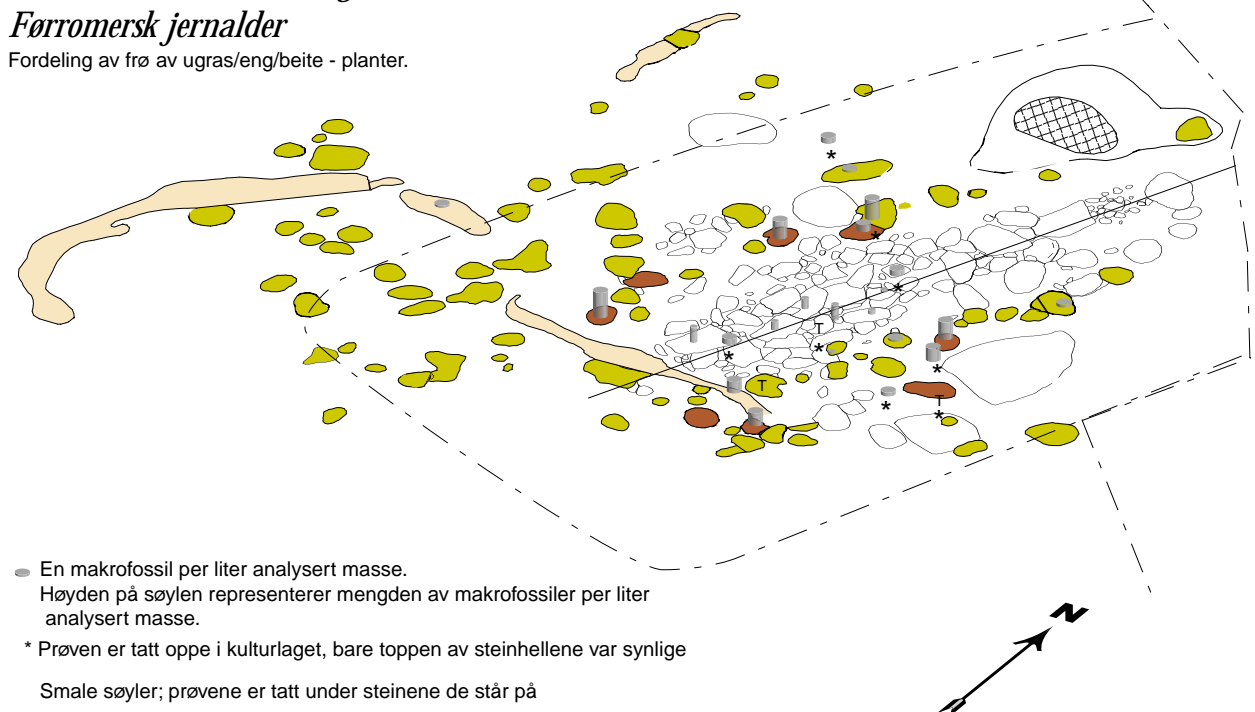 Førromersk jernalder
Fordeling av frø av ugras/eng/beite - planter.
*
*
*
T
*
*
*
T
*
T
*
En makrofossil per liter analysert masse.
Høyden på søylen representerer mengden av makrofossiler per liter
analysert masse.
* Prøven er tatt oppe i kulturlaget, bare toppen av steinhellene var synlige
Smale søyler; prøvene er tatt under steinene de står på
N